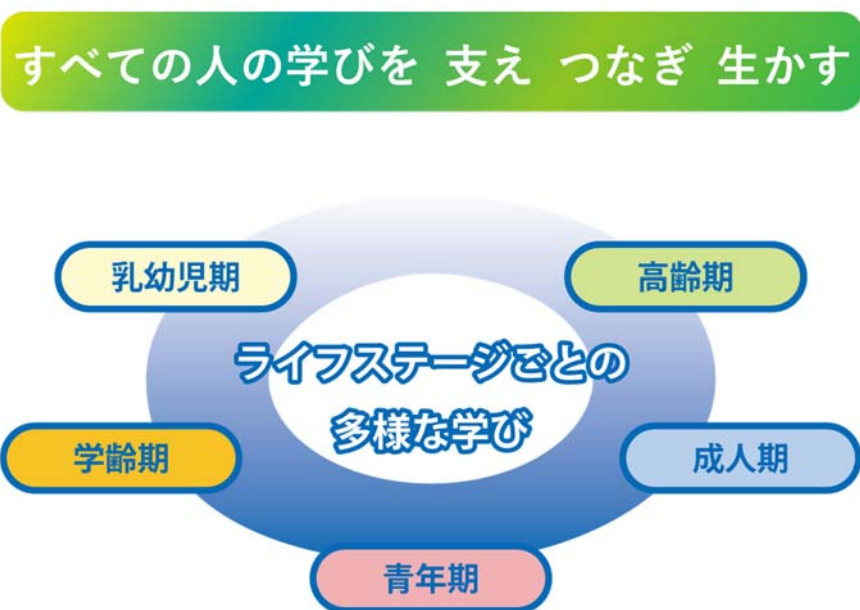 すべての人の学びを 支え つなぎ 生かす
乳幼児期
高齢期
ライフステージごとの
多様な学び
学齢期
成人期
青年期